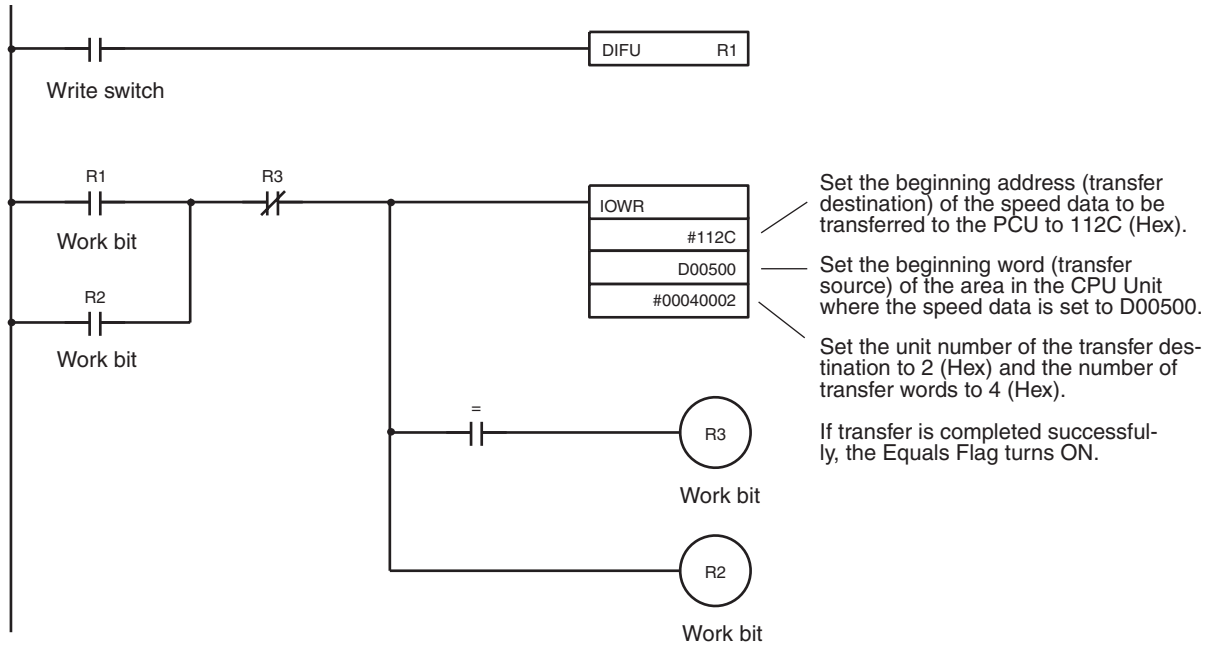 DIFU R1
Write switch
R1
R3
Work bit
R2
Work bit
IOWR
#112C
D00500
#00040002
Set the beginning address (transfer
destination) of the speed data to be
transferred to the PCU to 112C (Hex).
Set the beginning word (transfer
source) of the area in the CPU Unit
where the speed data is set to D00500.
Set the unit number of the transfer des-
tination to 2 (Hex) and the number of
transfer words to 4 (Hex).
If transfer is completed successful-
ly, the Equals Flag turns ON.
=
R3
Work bit
R2
Work bit